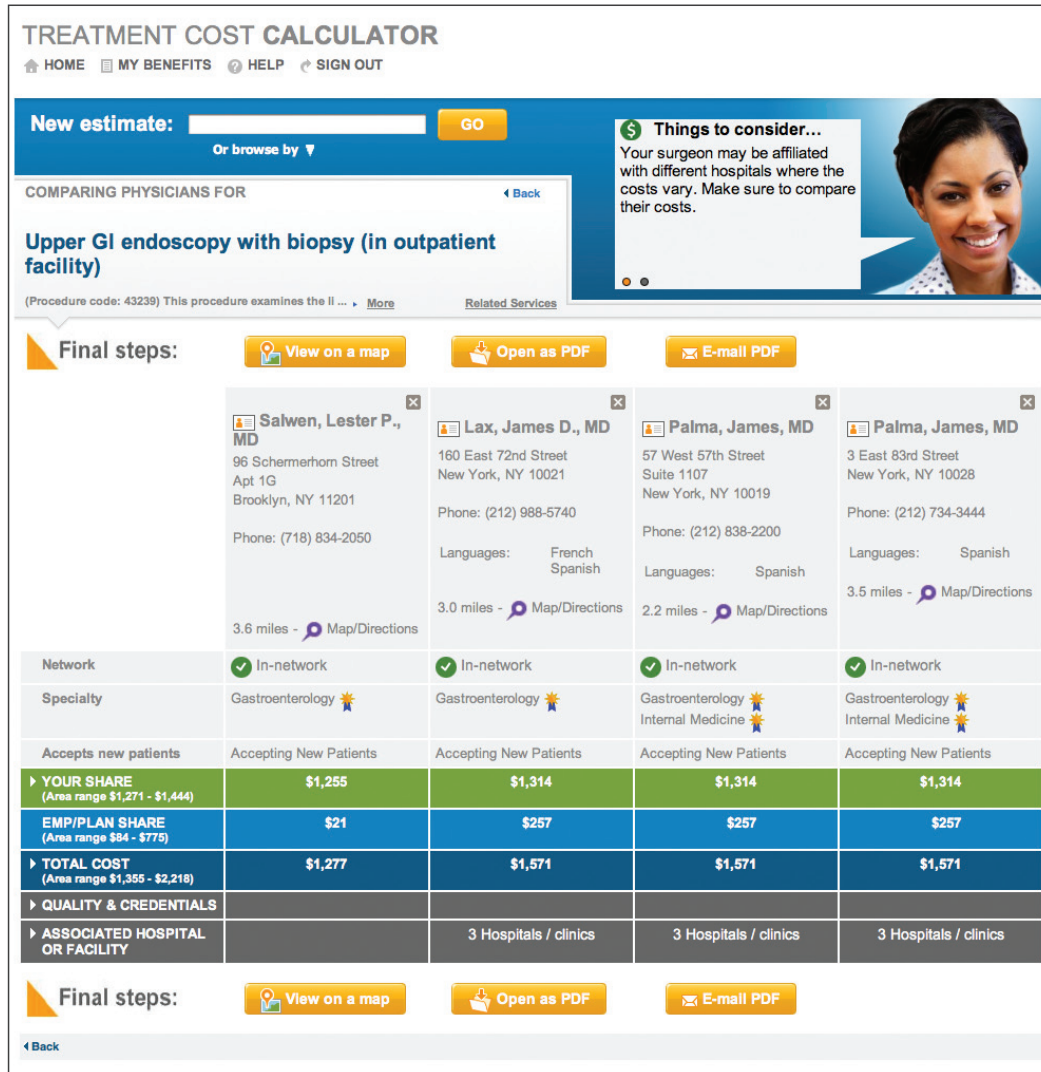 TREATMENT COST CALCULATOR
HOME MY BENEFITS HELP SIGN OUT
New estimate: GO
Or browse by
Things to consider...
Your surgeon may be affiliated
with different hospitals where the
costs vary. Make sure to compare
their costs.
COMPARING PHYSICIANS FOR
Back
Upper GI endoscopy with biopsy (in outpatient
facility)
(Procedure code: 43239) This procedure examines the li ... More
Related Services
Final steps: View on a map Open as PDF E-mail PDF
Salwen, Lester P.,
MD
96 Schermerhorn Street
Apt 1G
Brooklyn, NY 11201
Phone: (718) 834-2050
3.6 miles - Map/Directions
Lax, James D., MD
160 East 72nd Street
New York, NY 10021
Phone: (212) 988-5740
Languages: French
Spanish
3.0 miles - Map/Directions
Palma, James, MD
57 West 57th Street
Suite 1107
New York, NY 10019
Phone: (212) 838-2200
Languages: Spanish
2.2 miles - Map/Directions
Palma, James, MD
3 East 83rd Street
New York, NY 10028
Phone: (212) 734-3444
Languages: Spanish
3.5 miles - Map/Directions
Network In-network In-network In-network In-network
Specialty Gastroenterology Gastroenterology Gastroenterology Gastroenterology
Internal Medicine Internal Medicine
Accepts new patients Accepting New Patients Accepting New Patients Accepting New Patients Accepting New Patients
YOUR SHARE $1,255 $1,314 $1,314 $1,314
(Area range $1,271 - $1,444)
EMP/PLAN SHARE $21 $257 $257 $257
(Area range $84 - $775)
TOTAL COST $1,277 $1,571 $1,571 $1,571
(Area range $1,355 - $2,218)
QUALITY & CREDENTIALS
ASSOCIATED HOSPITAL 3 Hospitals / clinics 3 Hospitals / clinics 3 Hospitals / clinics
OR FACILITY
Final steps: View on a map Open as PDF E-mail PDF
Back